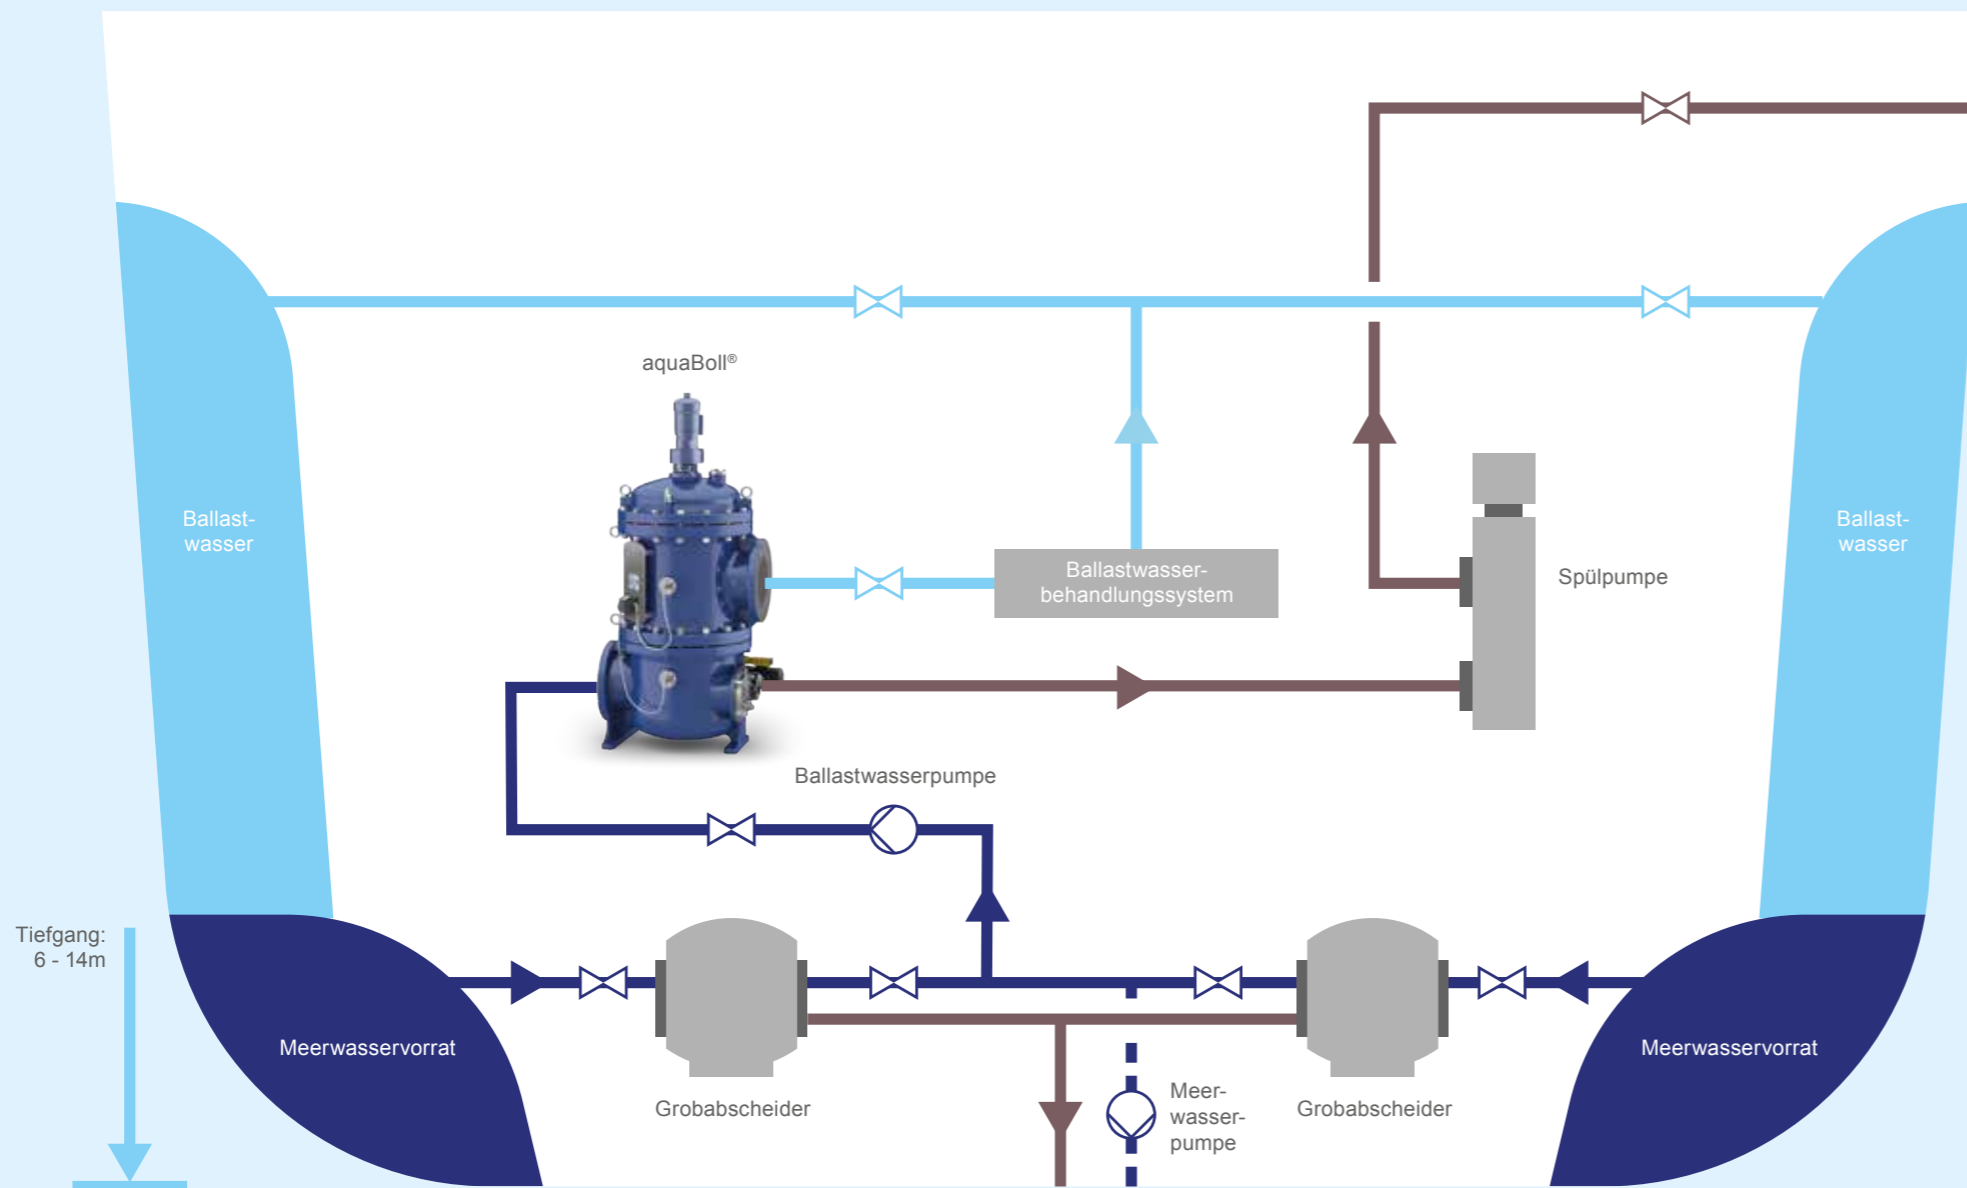 aquaBoll®
Ballast-
wasser
Ballastwasser-
behandlungssystem
Spülpumpe
Ballast-
wasser
Ballastwasserpumpe
Tiefgang:
6 - 14m
Meerwasservorrat
Grobabscheider
Meer-
wasser-
pumpe
Grobabscheider
Meerwasservorrat